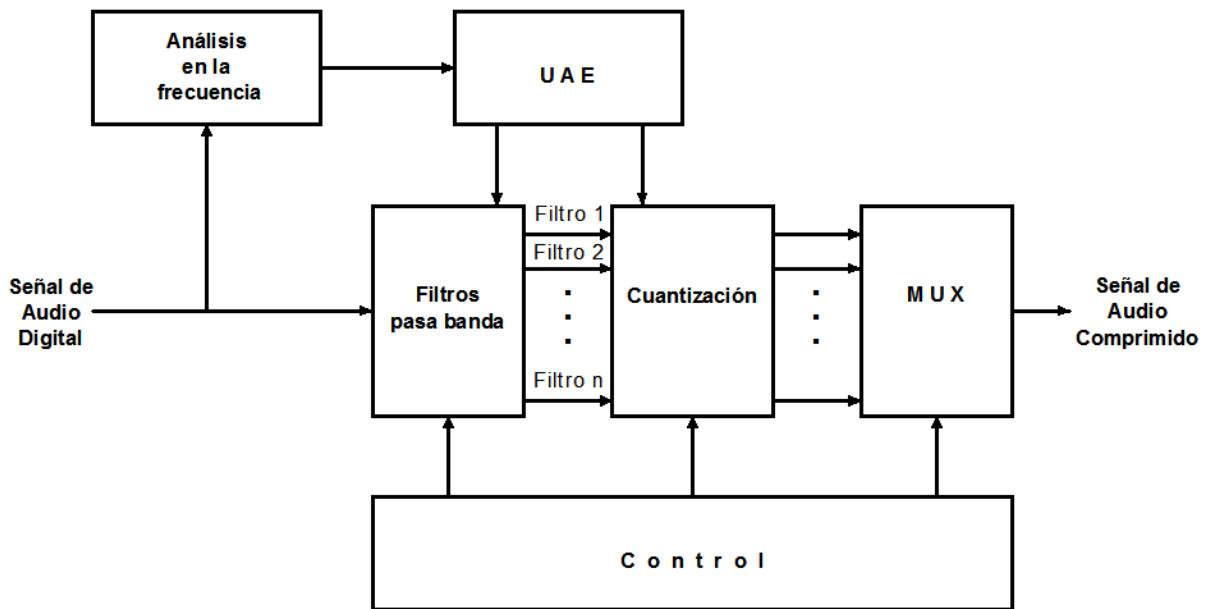 Análisis
en la
frecuencia
U A E
Filtro 1
Filtro 2
Filtro n
Señal de
Audio
Digital
Filtros
pasa banda
Cuantización
M U X
Señal de
Audio
Comprimido
C o n t r o l